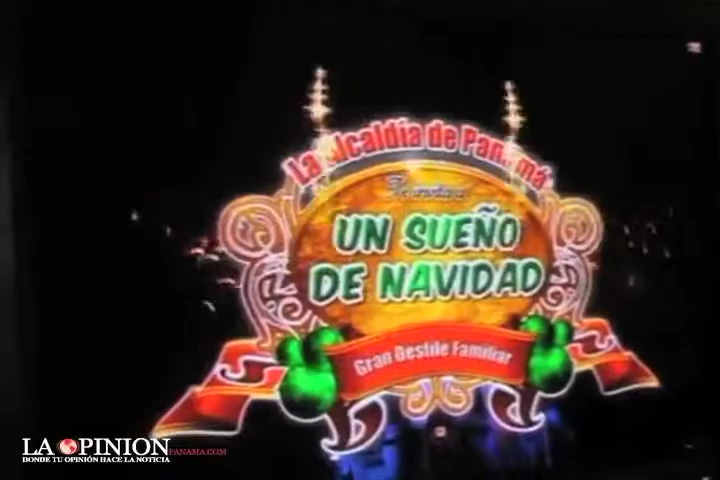 La Alcaldía de Panamá
Presenta
UN SUEÑO
DE NAVIDAD
Gran Desfile Familiar
LA OPINION
PANAMA.COM
DONDE TU OPINIÓN HACE LA NOTICIA